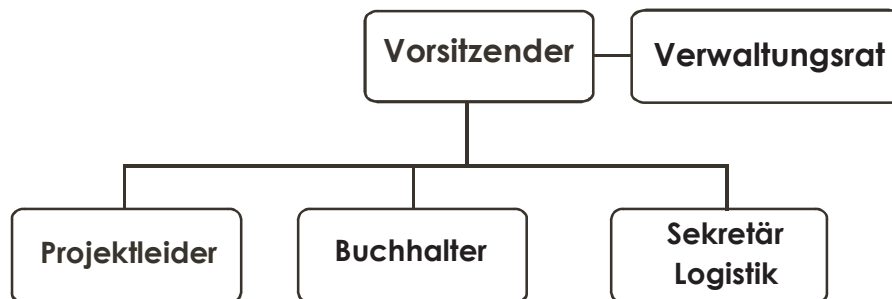 Vorsitzender
Verwaltungsrat
Projektleider
Buchhalter
Sekretär
Logistik